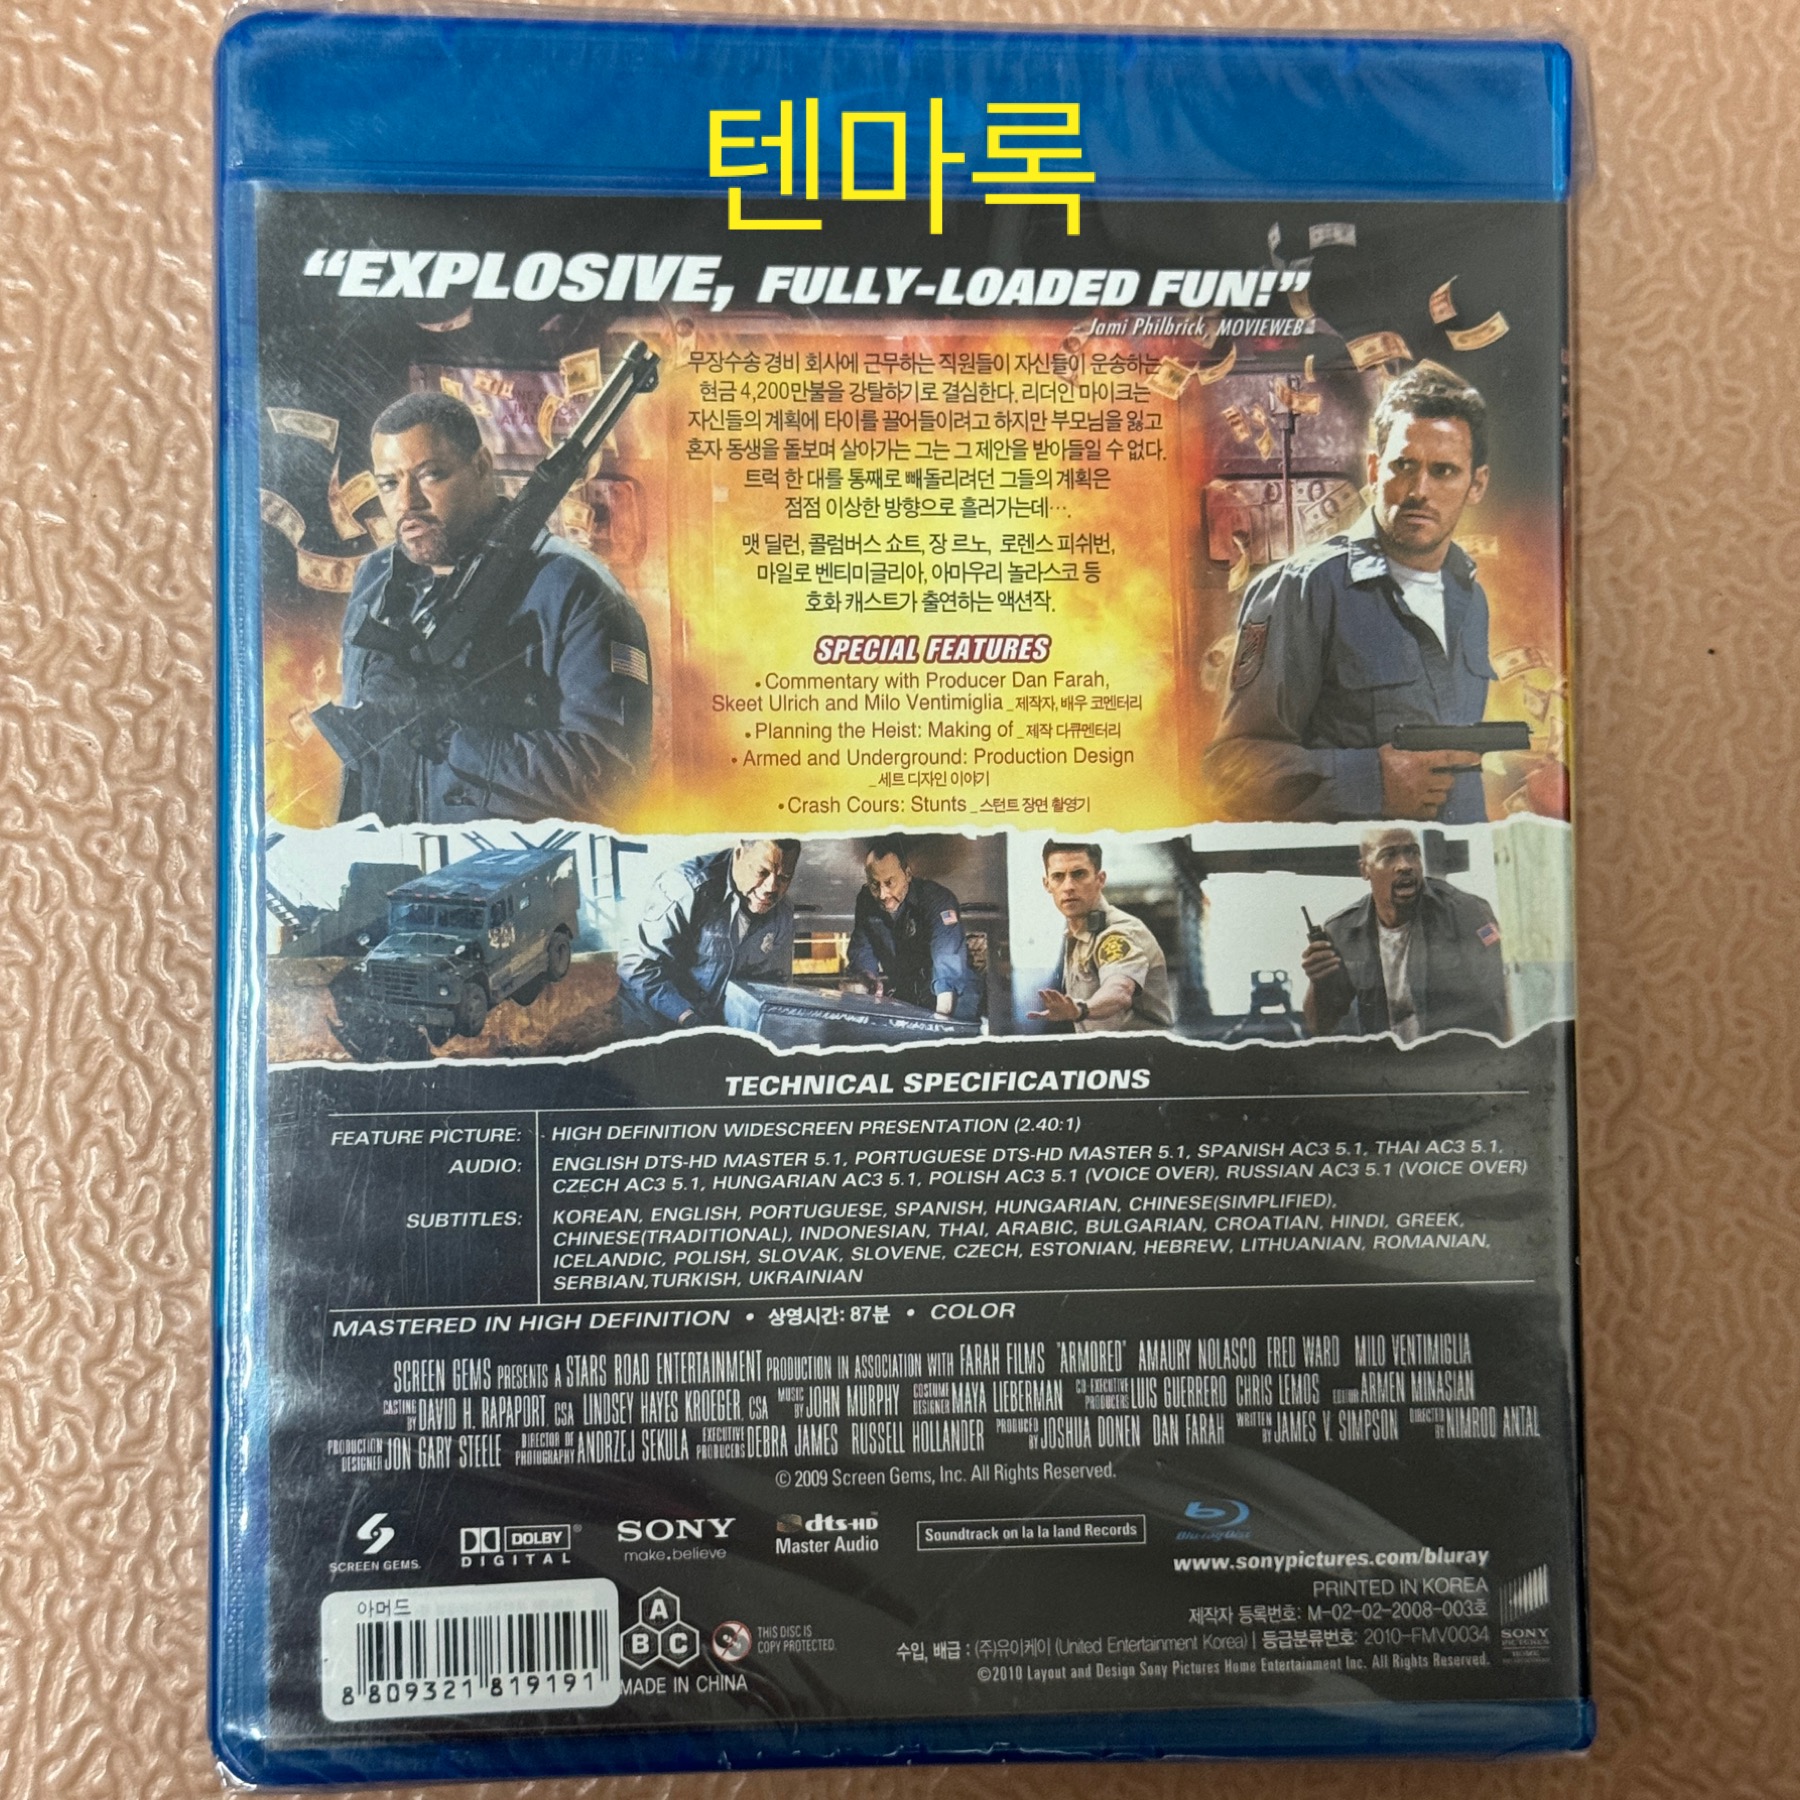 텐마록
“EXPLOSIVE, FULLY-LOADED FUN!”
- Jami Philbrick, MOVIEWEB
무장수송 경비 회사에 근무하는 직원들이 자신들이 운송하는
현금 4,200만불을 강탈하기로 결심한다. 리더인 마이크는
자신들의 계획에 타이를 끌어들이려고 하지만 부모님을 잃고
혼자 동생을 돌보며 살아가는 그는 그 제안을 받아들일 수 없다.
트럭 한 대를 통째로 빼돌리려던 그들의 계획은
점점 이상한 방향으로 흘러가는데….
맷 딜런, 콜럼버스 쇼트, 장 르노, 로렌스 피쉬번,
마일로 벤티미글리아, 아마우리 놀라스코 등
호화 캐스트가 출연하는 액션작.
SPECIAL FEATURES
• Commentary with Producer Dan Farah,
Skeet Ulrich and Milo Ventimiglia _제작자, 배우 코멘터리
• Planning the Heist: Making of _제작 다큐멘터리
• Armed and Underground: Production Design
_세트 디자인 이야기
• Crash Cours: Stunts _스턴트 장면 촬영기
TECHNICAL SPECIFICATIONS
FEATURE PICTURE: HIGH DEFINITION WIDESCREEN PRESENTATION (2.40:1)
AUDIO: ENGLISH DTS-HD MASTER 5.1, PORTUGUESE DTS-HD MASTER 5.1, SPANISH AC3 5.1, THAI AC3 5.1,
CZECH AC3 5.1, HUNGARIAN AC3 5.1, POLISH AC3 5.1 (VOICE OVER), RUSSIAN AC3 5.1 (VOICE OVER)
SUBTITLES: KOREAN, ENGLISH, PORTUGUESE, SPANISH, HUNGARIAN, CHINESE(SIMPLIFIED),
CHINESE(TRADITIONAL), INDONESIAN, THAI, ARABIC, BULGARIAN, CROATIAN, HINDI, GREEK,
ICELANDIC, POLISH, SLOVAK, SLOVENE, CZECH, ESTONIAN, HEBREW, LITHUANIAN, ROMANIAN,
SERBIAN, TURKISH, UKRAINIAN
MASTERED IN HIGH DEFINITION • 상영시간: 87분 • COLOR
SCREEN GEMS PRESENTS A STARS ROAD ENTERTAINMENT PRODUCTION IN ASSOCIATION WITH FARAH FILMS "ARMORED" AMAURY NOLASCO FRED WARD MILO VENTIMIGLIA
CASTING BY DAVID H. RAPAPORT, CSA LINDSEY HAYES KROEGER, CSA MUSIC BY JOHN MURPHY COSTUME DESIGNER MAYA LIEBERMAN CO-EXECUTIVE PRODUCERS LUIS GUERRERO CHRIS LEMOS EDITOR ARMEN MINASIAN
PRODUCTION DESIGNER JON GARY STEELE DIRECTOR OF PHOTOGRAPHY ANDRZEJ SEKULA EXECUTIVE PRODUCERS DEBRA JAMES RUSSELL HOLLANDER PRODUCED BY JOSHUA DONEN DAN FARAH WRITTEN BY JAMES V. SIMPSON DIRECTED BY NIMROD ANTAL
© 2009 Screen Gems, Inc. All Rights Reserved.
SCREEN GEMS
DOLBY DIGITAL
SONY
make.believe
dts-HD
Master Audio
Soundtrack on la la land Records
Blu-ray Disc
www.sonypictures.com/bluray
PRINTED IN KOREA
제작자 등록번호: M-02-02-2008-003호
수입, 배급 : (주)유이케이 (United Entertainment Korea) | 등급분류번호: 2010-FMV0034
©2010 Layout and Design Sony Pictures Home Entertainment Inc. All Rights Reserved.
SONY
PICTURES
아머드
8 809321 819191
A
B C
MADE IN CHINA
THIS DISC IS
COPY PROTECTED.